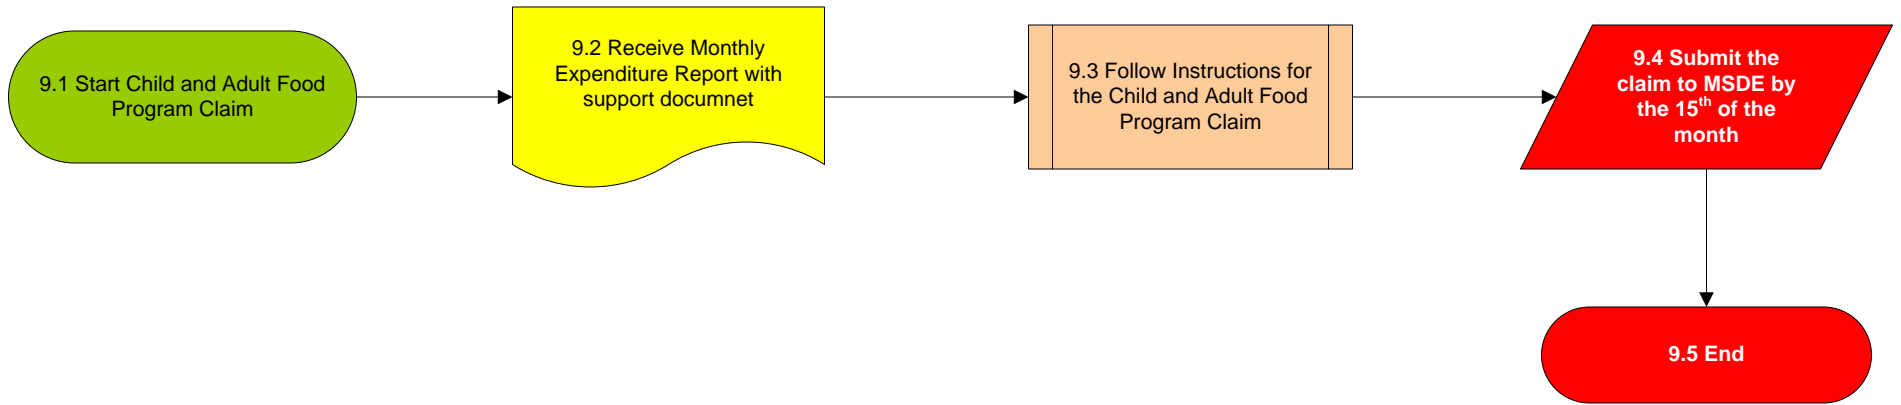 9.1 Start Child and Adult Food
Program Claim
9.2 Receive Monthly
Expenditure Report with
support documnet
9.3 Follow Instructions for
the Child and Adult Food
Program Claim
9.4 Submit the
claim to MSDE by
the 15th of the
month
9.5 End